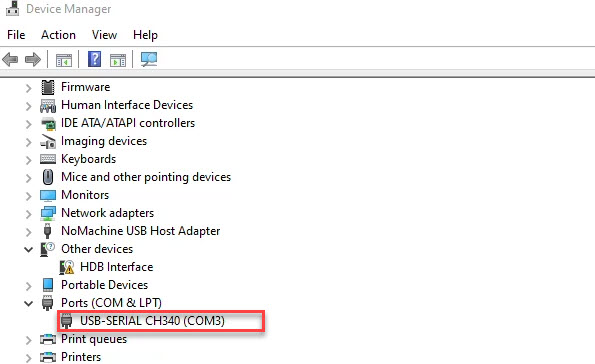 Device Manager
File Action View Help
Firmware
Human Interface Devices
IDE ATA/ATAPI controllers
Imaging devices
Keyboards
Mice and other pointing devices
Monitors
Network adapters
NoMachine USB Host Adapter
Other devices
HDB Interface
Portable Devices
Ports (COM & LPT)
USB-SERIAL CH340 (COM3)
Print queues
Printers